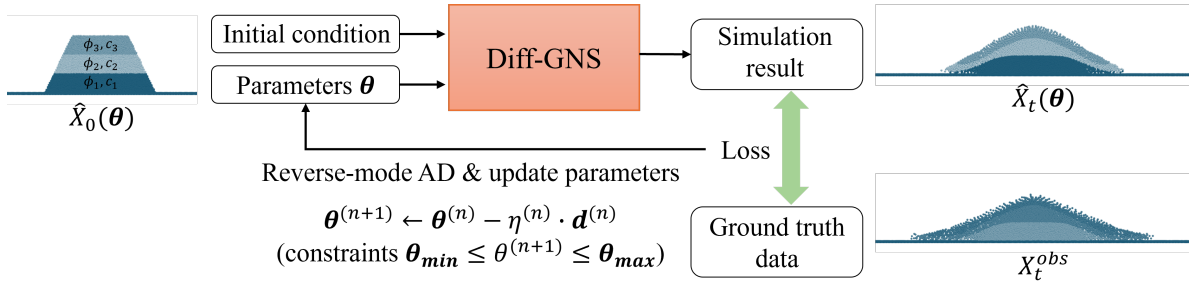 ϕ₃, c₃
ϕ₂, c₂
ϕ₁, c₁
X̂₀(θ)
Initial condition
Parameters θ
Diff-GNS
Simulation
result
X̂ₜ(θ)
Loss
Reverse-mode AD & update parameters
θ⁽ⁿ⁺¹⁾ ← θ⁽ⁿ⁾ − η⁽ⁿ⁾ · d⁽ⁿ⁾
(constraints θₘᵢₙ ≤ θ⁽ⁿ⁺¹⁾ ≤ θₘₐₓ)
Ground truth
data
Xₜᵒᵇˢ